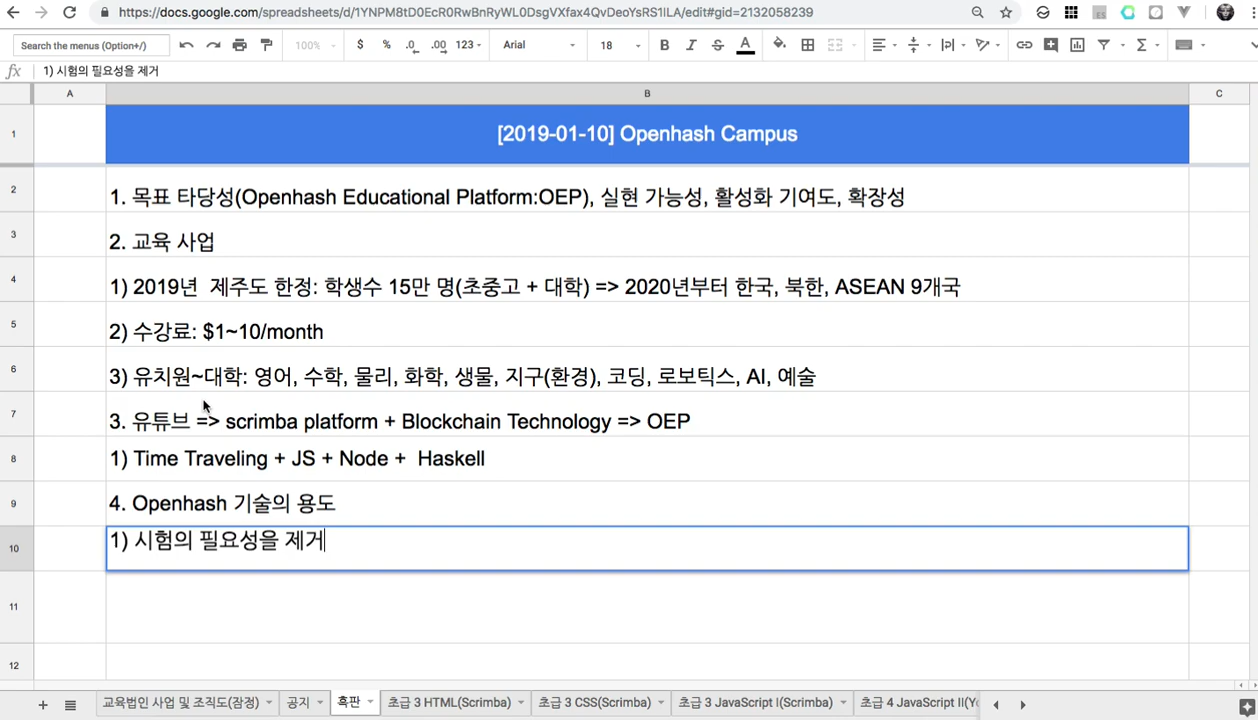 https://docs.google.com/spreadsheets/d/1YNPM8tD0EcR0RwBnRyWL0DsgVXfax4QvDeoYsRS1ILA/edit#gid=2132058239
Search the menus (Option+/) 100% $ % .0 .00 123 Arial 18 B I S A
fx 1) 시험의 필요성을 제거
A B C
1 [2019-01-10] Openhash Campus
2 1. 목표 타당성(Openhash Educational Platform:OEP), 실현 가능성, 활성화 기여도, 확장성
3 2. 교육 사업
4 1) 2019년 제주도 한정: 학생수 15만 명(초중고 + 대학) => 2020년부터 한국, 북한, ASEAN 9개국
5 2) 수강료: $1~10/month
6 3) 유치원~대학: 영어, 수학, 물리, 화학, 생물, 지구(환경), 코딩, 로보틱스, AI, 예술
7 3. 유튜브 => scrimba platform + Blockchain Technology => OEP
8 1) Time Traveling + JS + Node + Haskell
9 4. Openhash 기술의 용도
10 1) 시험의 필요성을 제거
11
12
교육법인 사업 및 조직도(잠정) 공지 흑판 초급 3 HTML(Scrimba) 초급 3 CSS(Scrimba) 초급 3 JavaScript I(Scrimba) 초급 4 JavaScript II(Yo